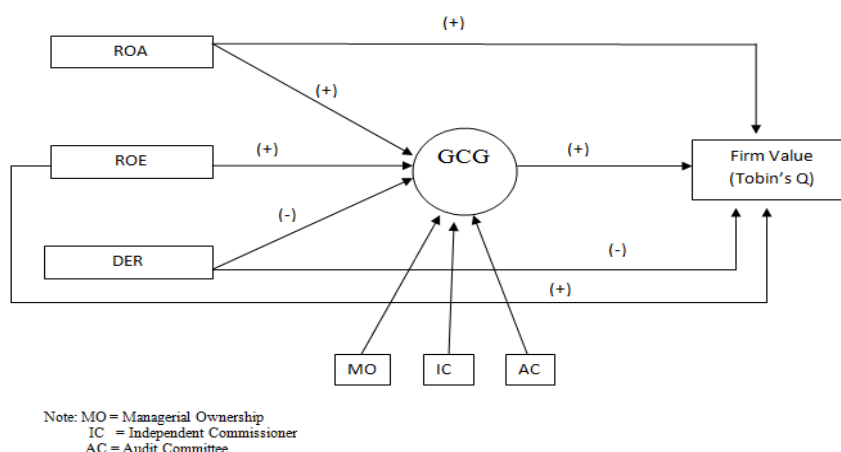 (+)
ROA
(+)
ROE
(+)
GCG
(+)
Firm Value
(Tobin's Q)
(-)
DER
(-)
(+)
MO
IC
AC
Note: MO = Managerial Ownership
IC = Independent Commissioner
AC = Audit Committee